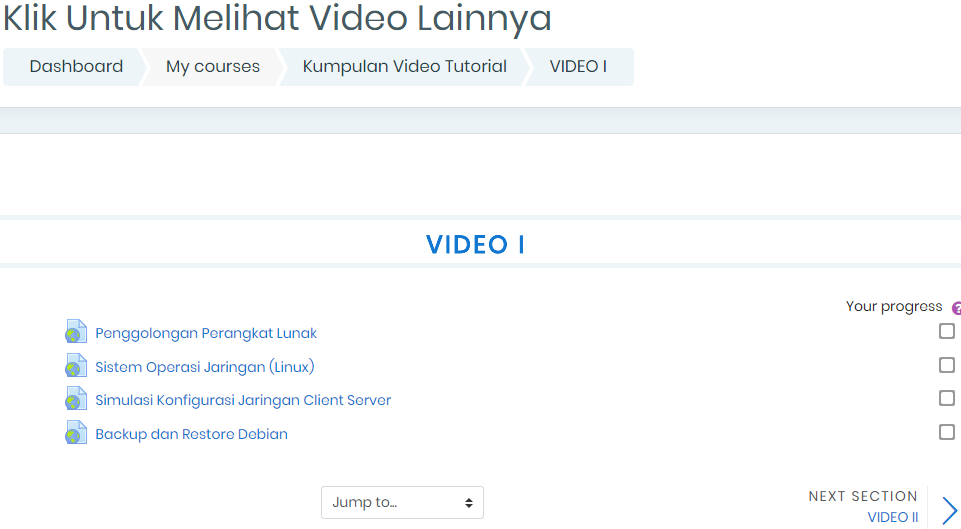 Klik Untuk Melihat Video Lainnya
Dashboard My courses Kumpulan Video Tutorial VIDEO I
VIDEO I
Your progress ?
Penggolongan Perangkat Lunak
Sistem Operasi Jaringan (Linux)
Simulasi Konfigurasi Jaringan Client Server
Backup dan Restore Debian
Jump to...
NEXT SECTION
VIDEO II